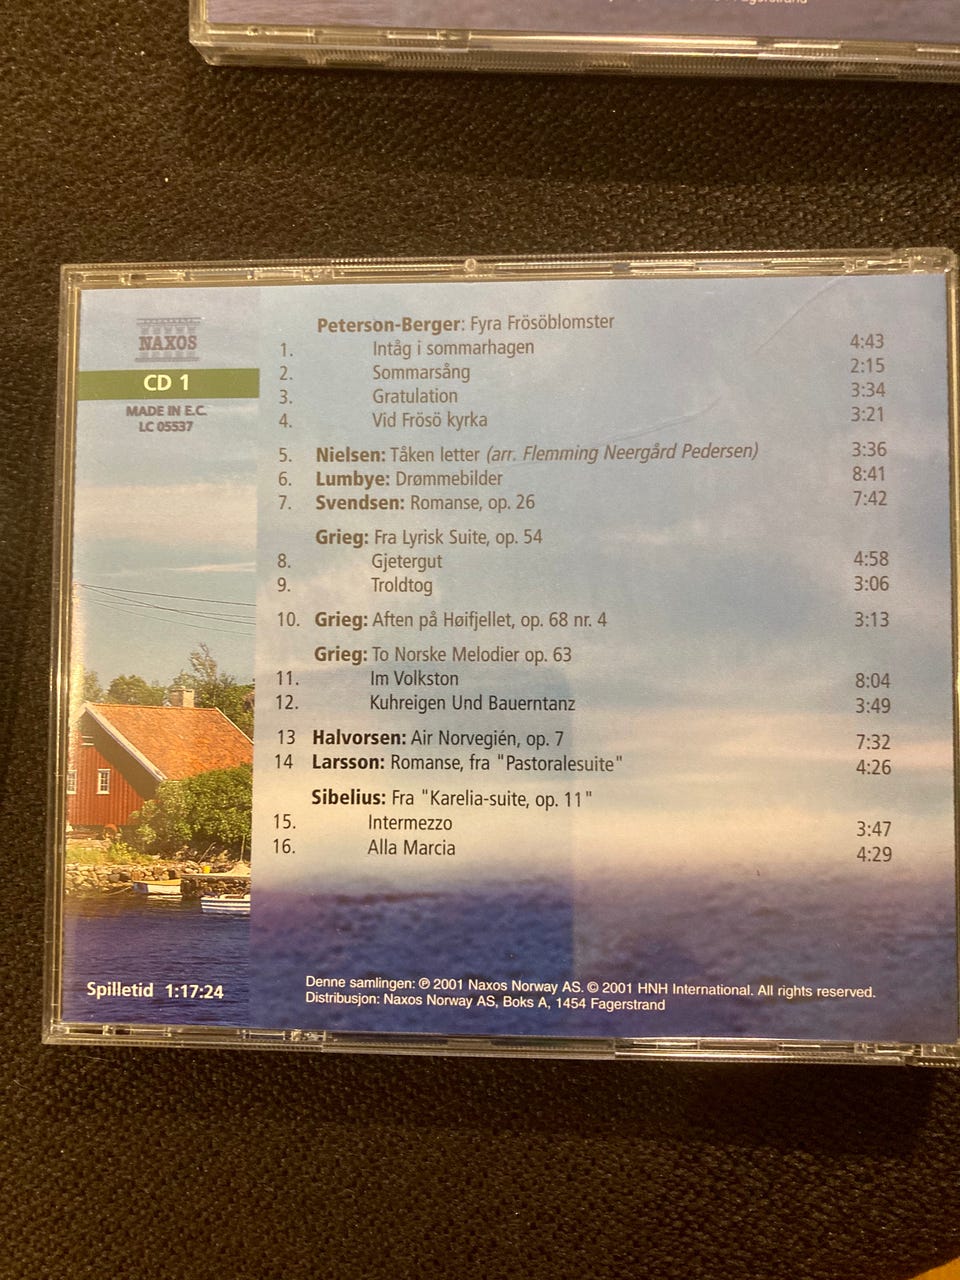 Fagerstrand
NAXOS
CD 1
MADE IN E.C.
LC 05537
Peterson-Berger: Fyra Frösöblomster
1. Intåg i sommarhagen 4:43
2. Sommarsång 2:15
3. Gratulation 3:34
4. Vid Frösö kyrka 3:21
5. Nielsen: Tåken letter (arr. Flemming Neergård Pedersen) 3:36
6. Lumbye: Drømmebilder 8:41
7. Svendsen: Romanse, op. 26 7:42
Grieg: Fra Lyrisk Suite, op. 54
8. Gjetergut 4:58
9. Troldtog 3:06
10. Grieg: Aften på Høifjellet, op. 68 nr. 4 3:13
Grieg: To Norske Melodier op. 63
11. Im Volkston 8:04
12. Kuhreigen Und Bauerntanz 3:49
13 Halvorsen: Air Norvegién, op. 7 7:32
14 Larsson: Romanse, fra "Pastoralesuite" 4:26
Sibelius: Fra "Karelia-suite, op. 11"
15. Intermezzo 3:47
16. Alla Marcia 4:29
Spilletid 1:17:24
Denne samlingen: ℗ 2001 Naxos Norway AS. © 2001 HNH International. All rights reserved.
Distribusjon: Naxos Norway AS, Boks A, 1454 Fagerstrand